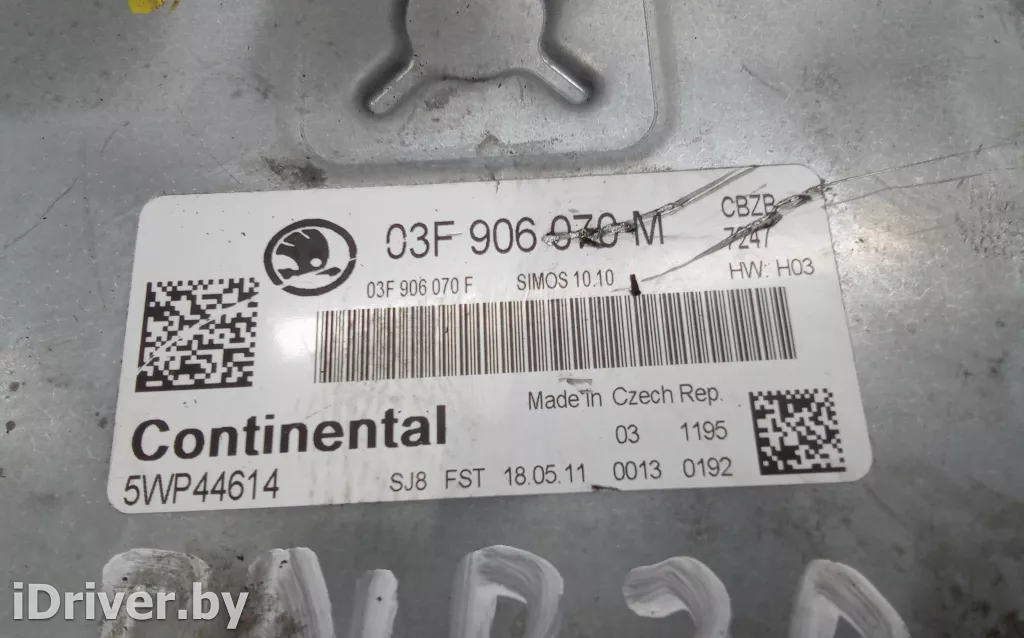 03F 906 070 M
CBZB
7247
03F 906 070 F
SIMOS 10.10
HW: H03
Made in Czech Rep.
Continental
03 1195
5WP44614
SJ8 FST 18.05.11 0013 0192
iDriver.by